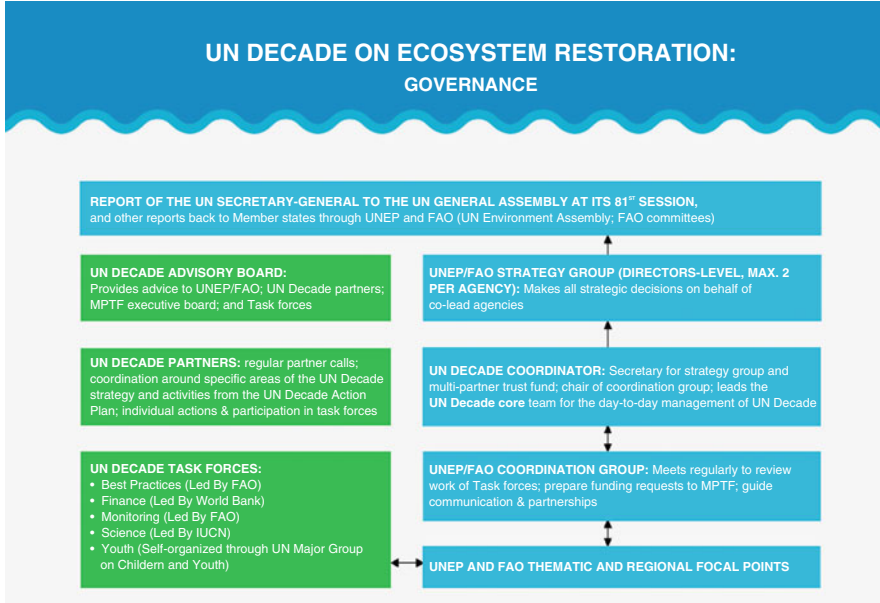 UN DECADE ON ECOSYSTEM RESTORATION:
GOVERNANCE
REPORT OF THE UN SECRETARY-GENERAL TO THE UN GENERAL ASSEMBLY AT ITS 81ST SESSION,
and other reports back to Member states through UNEP and FAO (UN Environment Assembly; FAO committees)
UN DECADE ADVISORY BOARD:
Provides advice to UNEP/FAO; UN Decade partners;
MPTF executive board; and Task forces
UNEP/FAO STRATEGY GROUP (DIRECTORS-LEVEL, MAX. 2
PER AGENCY): Makes all strategic decisions on behalf of
co-lead agencies
UN DECADE PARTNERS: regular partner calls;
coordination around specific areas of the UN Decade
strategy and activities from the UN Decade Action
Plan; individual actions & participation in task forces
UN DECADE COORDINATOR: Secretary for strategy group and
multi-partner trust fund; chair of coordination group; leads the
UN Decade core team for the day-to-day management of UN Decade
UN DECADE TASK FORCES:
• Best Practices (Led By FAO)
• Finance (Led By World Bank)
• Monitoring (Led By FAO)
• Science (Led By IUCN)
• Youth (Self-organized through UN Major Group
on Childern and Youth)
UNEP/FAO COORDINATION GROUP: Meets regularly to review
work of Task forces; prepare funding requests to MPTF; guide
communication & partnerships
UNEP AND FAO THEMATIC AND REGIONAL FOCAL POINTS